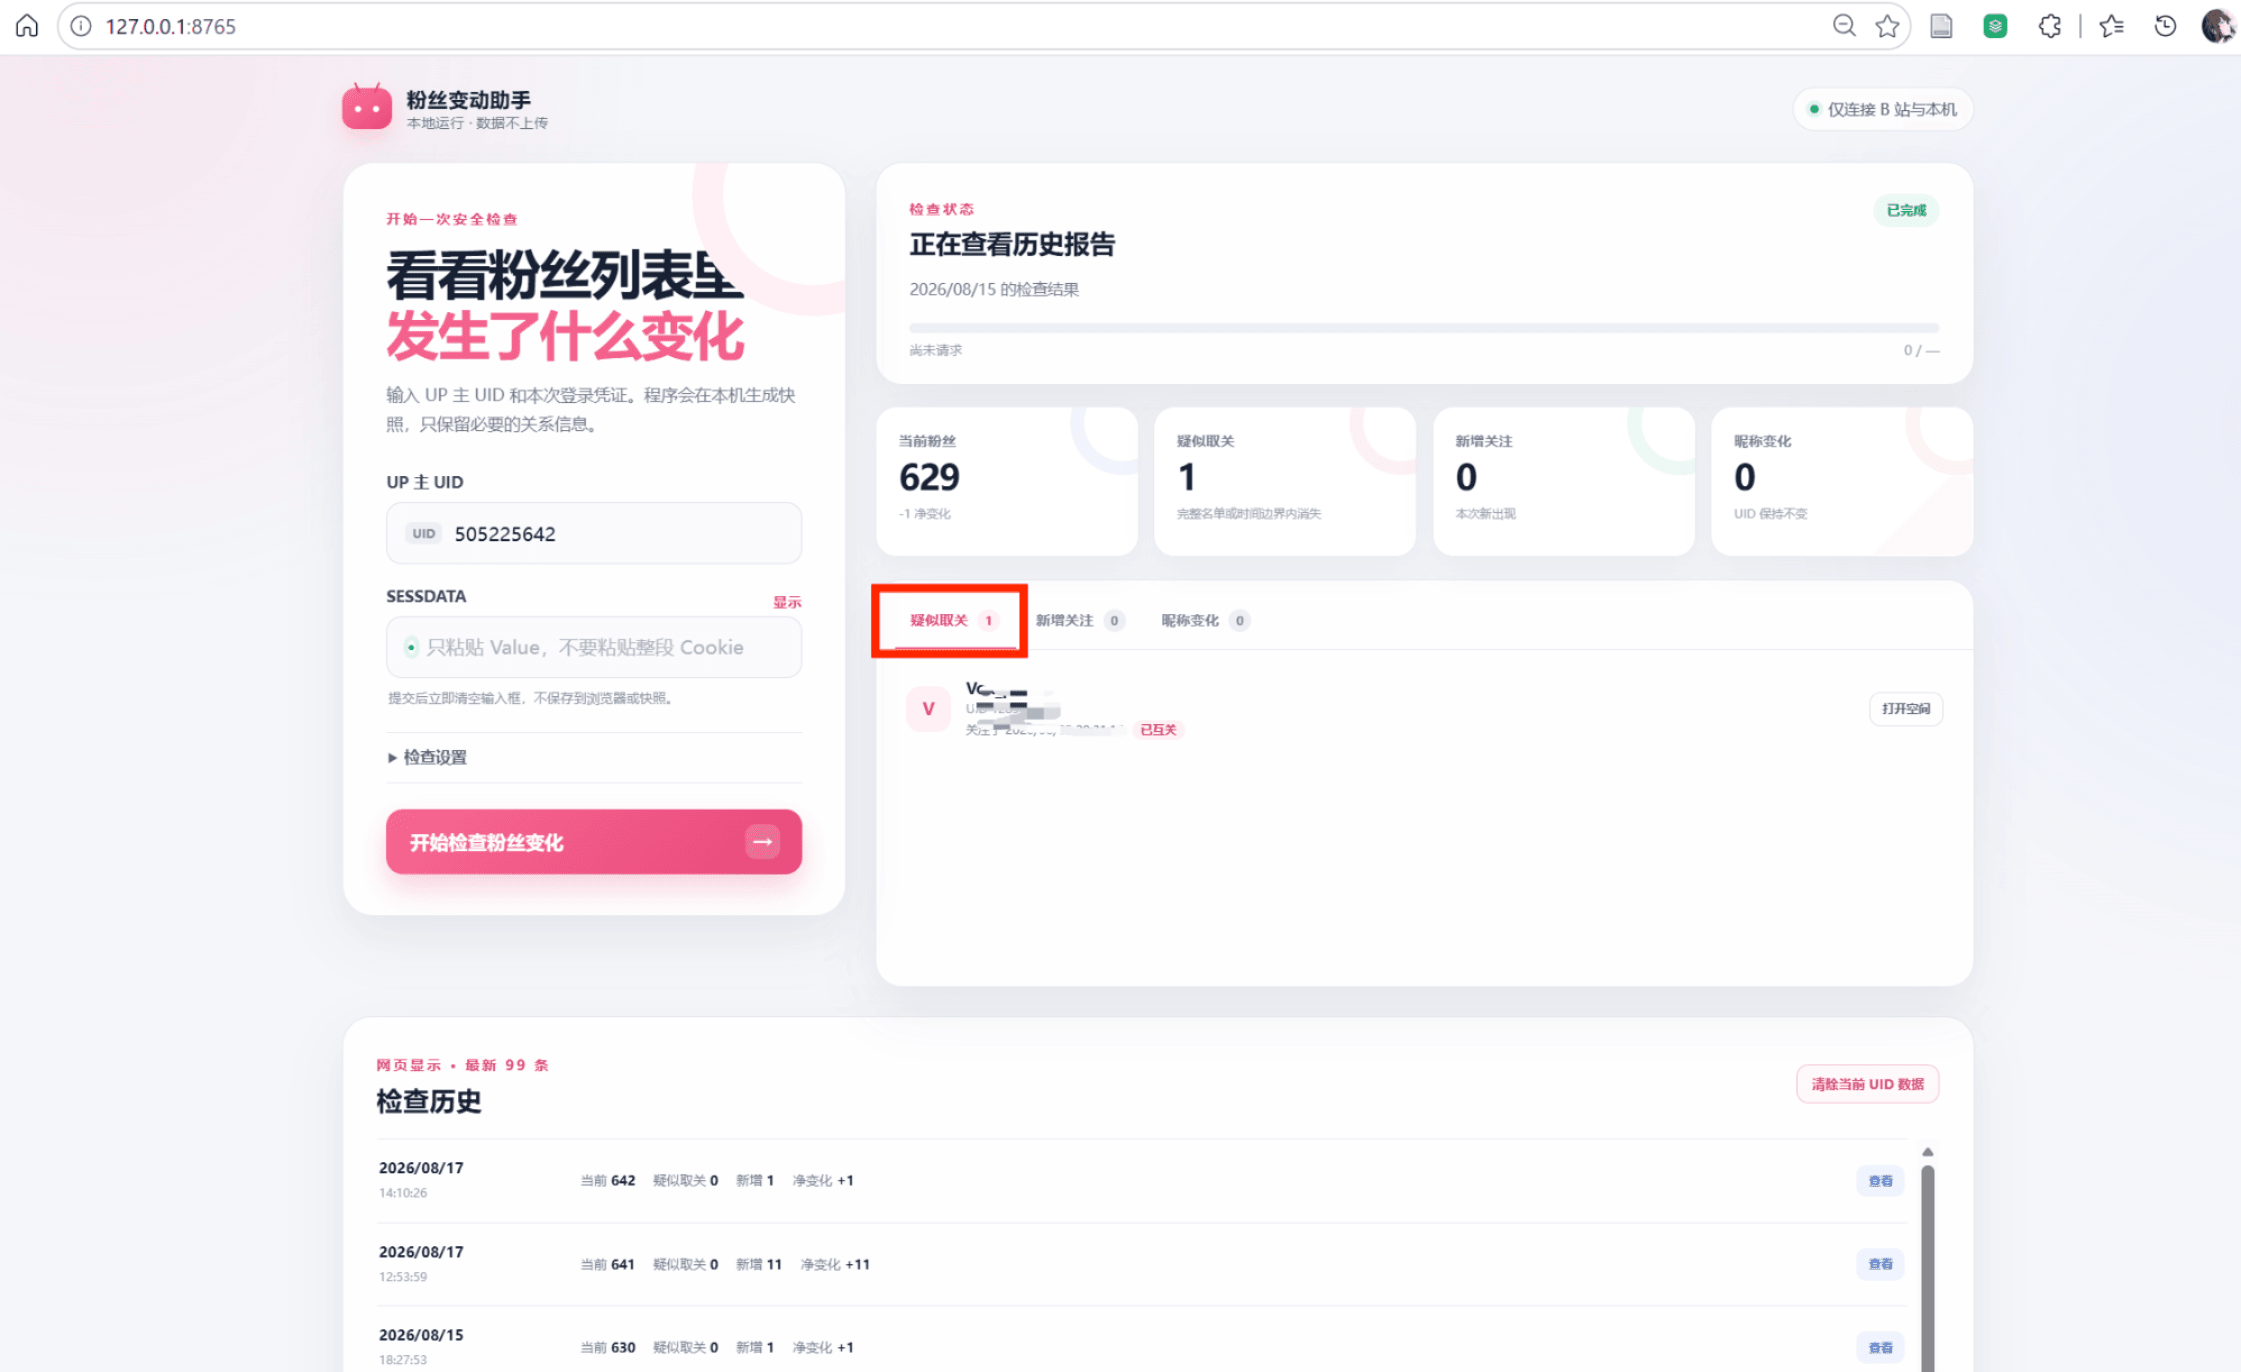 127.0.0.1:8765
粉丝变动助手
本地运行 · 数据不上传
仅连接 B 站与本机
开始一次安全检查
看看粉丝列表里
发生了什么变化
输入 UP 主 UID 和本次登录凭证。程序会在本机生成快
照，只保留必要的关系信息。
UP 主 UID
UID 505225642
SESSDATA
显示
只粘贴 Value，不要粘贴整段 Cookie
提交后立即清空输入框，不保存到浏览器或快照。
检查设置
开始检查粉丝变化 →
检查状态
已完成
正在查看历史报告
2026/08/15 的检查结果
尚未请求
0 / —
当前粉丝
629
-1 净变化
疑似取关
1
完整名单或时间边界内消失
新增关注
0
本次新出现
昵称变化
0
UID 保持不变
疑似取关 1 新增关注 0 昵称变化 0
V
关注于
已互关
打开空间
网页显示 • 最新 99 条
检查历史
清除当前 UID 数据
2026/08/17
14:10:26
当前 642 疑似取关 0 新增 1 净变化 +1
查看
2026/08/17
12:53:59
当前 641 疑似取关 0 新增 11 净变化 +11
查看
2026/08/15
18:27:53
当前 630 疑似取关 0 新增 1 净变化 +1
查看